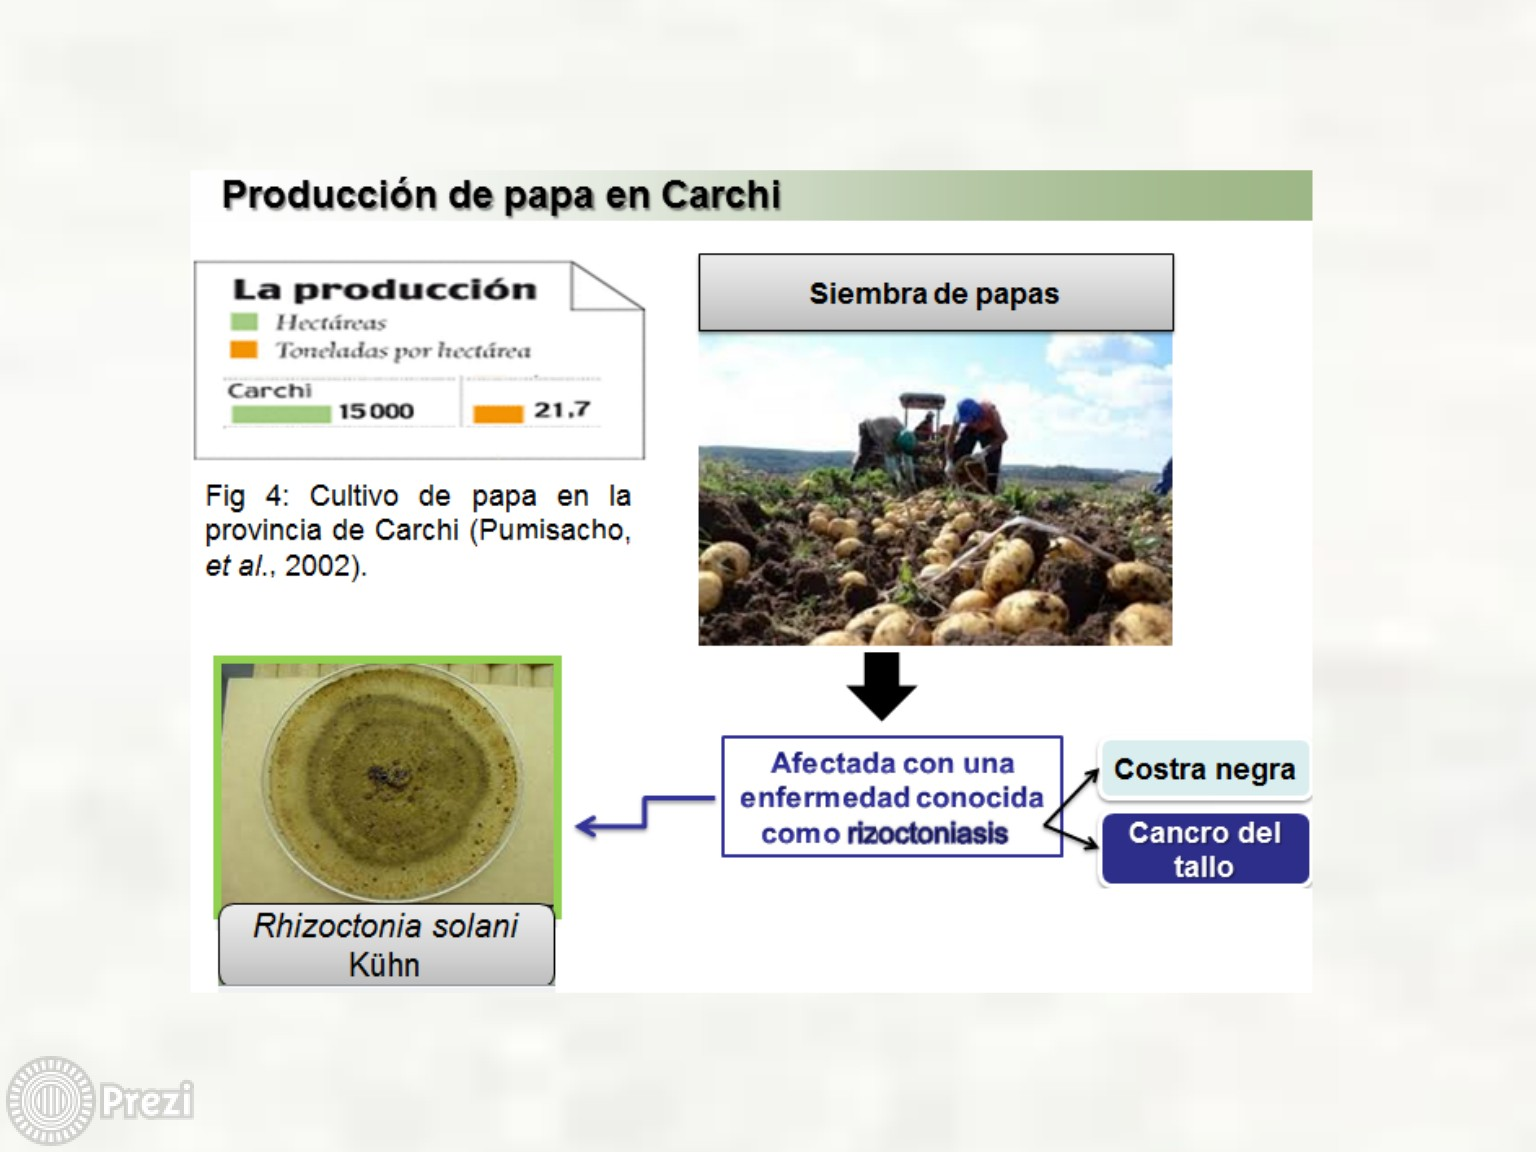 Producción de papa en Carchi
La producción
Hectáreas
Toneladas por hectárea
Carchi
15 000
21,7
Fig 4: Cultivo de papa en la
provincia de Carchi (Pumisacho,
et al., 2002).
Siembra de papas
Afectada con una
enfermedad conocida
como rizoctoniasis
Costra negra
Cancro del
tallo
Rhizoctonia solani
Kühn
Prezi